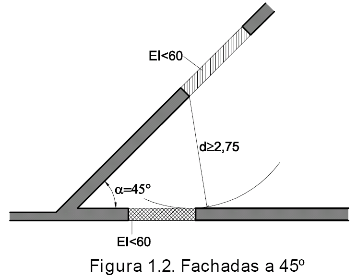 EI<60
d≥2,75
α=45º
EI<60
Figura 1.2. Fachadas a 45º